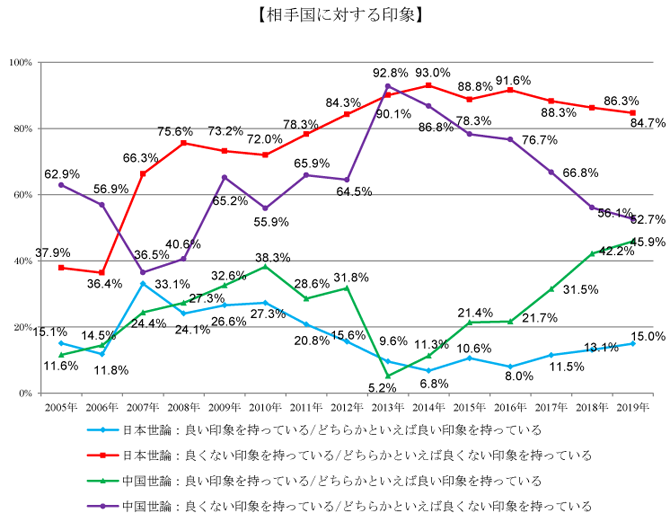 【相手国に対する印象】
100%
92.8% 93.0%
88.8% 91.6%
86.3%
84.3%
90.1% 88.3% 84.7%
80% 75.6% 73.2% 72.0% 78.3% 86.8% 78.3%
76.7%
66.3% 65.9% 66.8%
62.9%
60% 56.9% 65.2% 64.5%
55.9% 56.1% 52.7%
40.6% 45.9%
37.9% 36.5% 38.3% 42.2%
40%
36.4% 33.1% 32.6% 28.6% 31.8% 31.5%
27.3%
24.4% 24.1% 26.6% 27.3% 21.4% 21.7%
20% 15.1% 14.5% 20.8% 15.6%
9.6% 11.3% 10.6% 13.1% 15.0%
11.6% 11.8% 5.2% 6.8% 8.0% 11.5%
0%
2005年 2006年 2007年 2008年 2009年 2010年 2011年 2012年 2013年 2014年 2015年 2016年 2017年 2018年 2019年
日本世論：良い印象を持っている/どちらかといえば良い印象を持っている
日本世論：良くない印象を持っている/どちらかといえば良くない印象を持っている
中国世論：良い印象を持っている/どちらかといえば良い印象を持っている
中国世論：良くない印象を持っている/どちらかといえば良くない印象を持っている